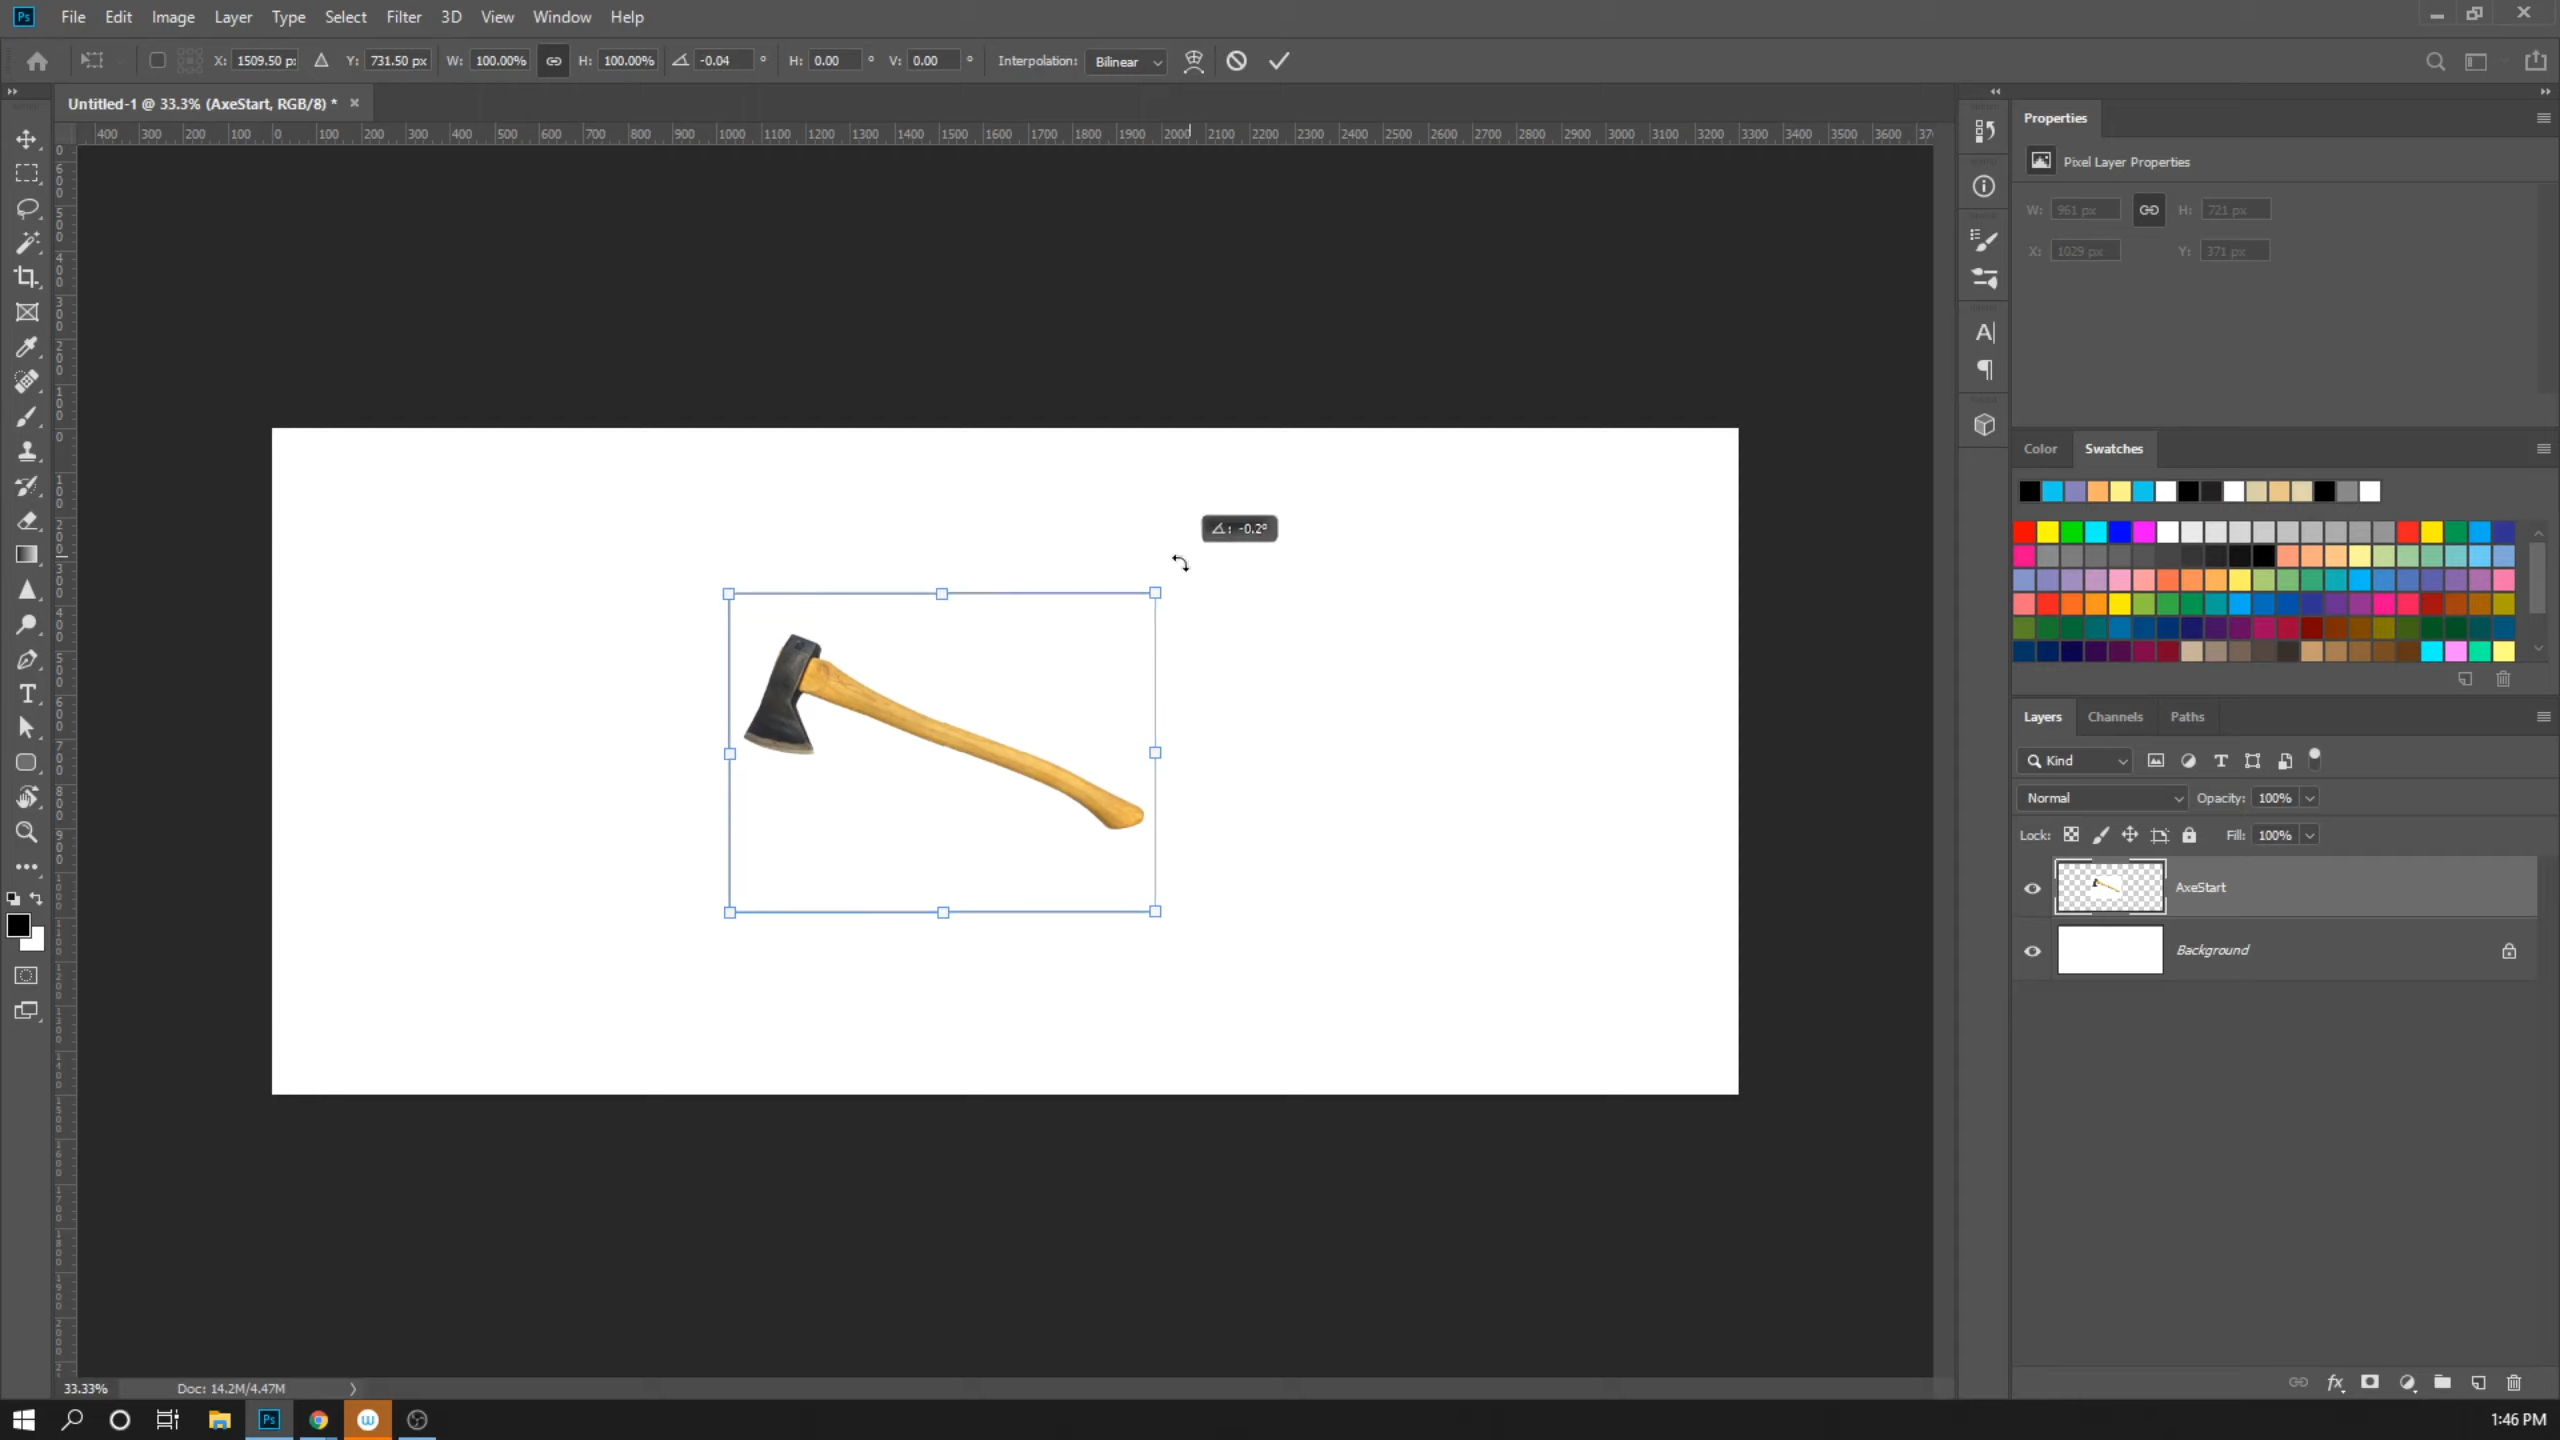 Ps File Edit Image Layer Type Select Filter 3D View Window Help
X: 1509.50 p Y: 731.50 px W: 100.00% H: 100.00% -0.04 ° H: 0.00 ° V: 0.00 ° Interpolation: Bilinear
Untitled-1 @ 33.3% (AxeStart, RGB/8) * ×
400 300 200 100 0 100 200 300 400 500 600 700 800 900 1000 1100 1200 1300 1400 1500 1600 1700 1800 1900 2000 2100 2200 2300 2400 2500 2600 2700 2800 2900 3000 3100 3200 3300 3400 3500 3600 37
Properties
Pixel Layer Properties
W: 961 px H: 721 px
X: 1029 px Y: 371 px
Color Swatches
: -0.2°
Layers Channels Paths
Kind
Normal Opacity: 100%
Lock: Fill: 100%
AxeStart
Background
33.33% Doc: 14.2M/4.47M
Ps 1:46 PM